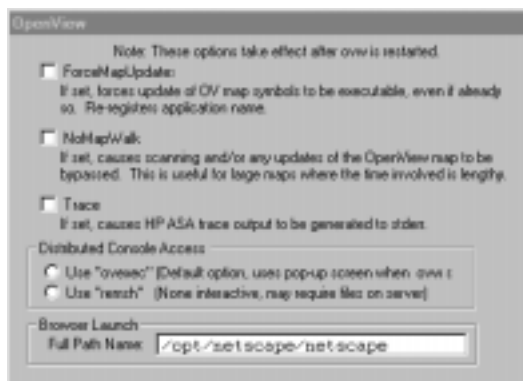 OpenView
Note: These options take effect after ovw is restarted.
ForceMapUpdate:
If set, forces update of OV map symbols to be executable, even if already
so. Re-registers application name.
NoMapWalk
If set, causes scanning and/or any updates of the OpenView map to be
bypassed. This is useful for large maps where the time involved is lengthy.
Trace
If set, causes HP ASA trace output to be generated to stderr.
Distributed Console Access
Use "ovexec" (Default option, uses pop-up screen when ovw
Use "remsh" (None interactive, may require files on server)
Browser Launch
Full Path Name: /opt/netscape/netscape